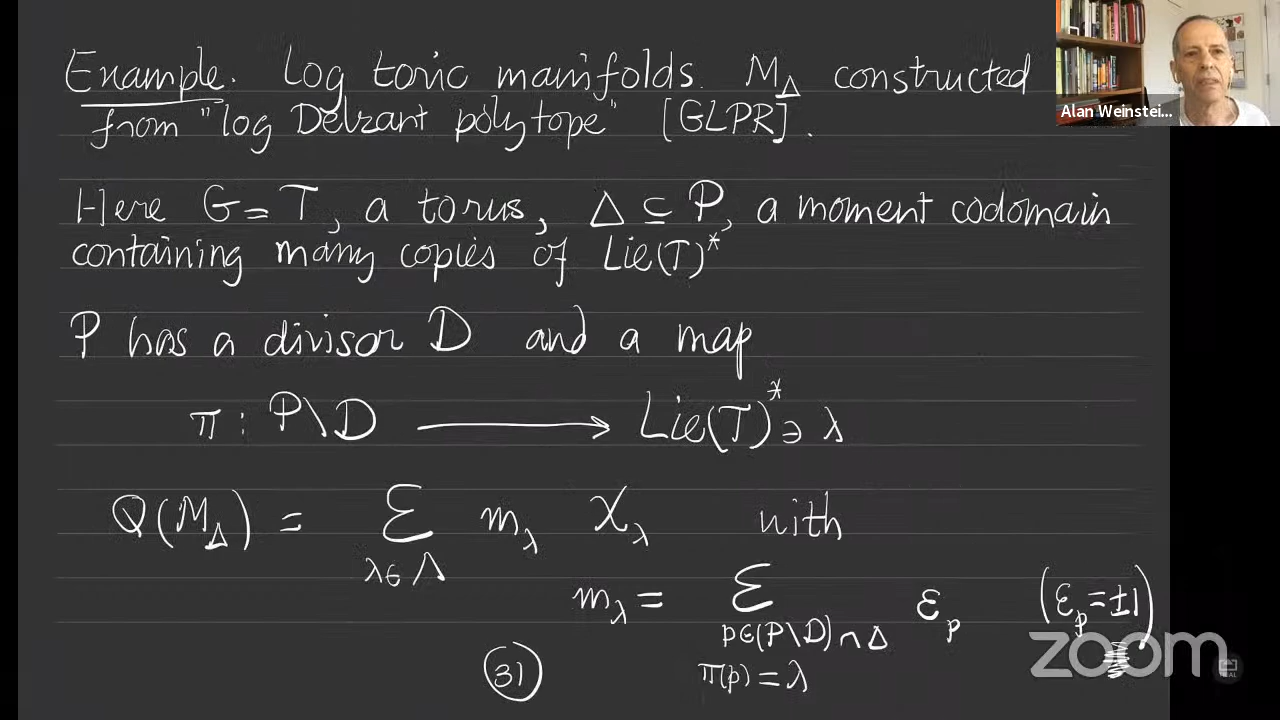 Example. Log toric manifolds. M_Δ constructed
from "log Delzant polytope" [GLPR].
Alan Weinstei...
Here G = T, a torus, Δ ⊆ P, a moment codomain
containing many copies of Lie(T)*
P has a divisor D and a map
π : P\D ⟶ Lie(T)* ∋ λ
Q(M_Δ) = Σ_{λ∈Λ} m_λ χ_λ with
m_λ = Σ_{p∈(P\D)∩Δ, π(p)=λ} ε_p (ε_p = ±1)
zoom
31